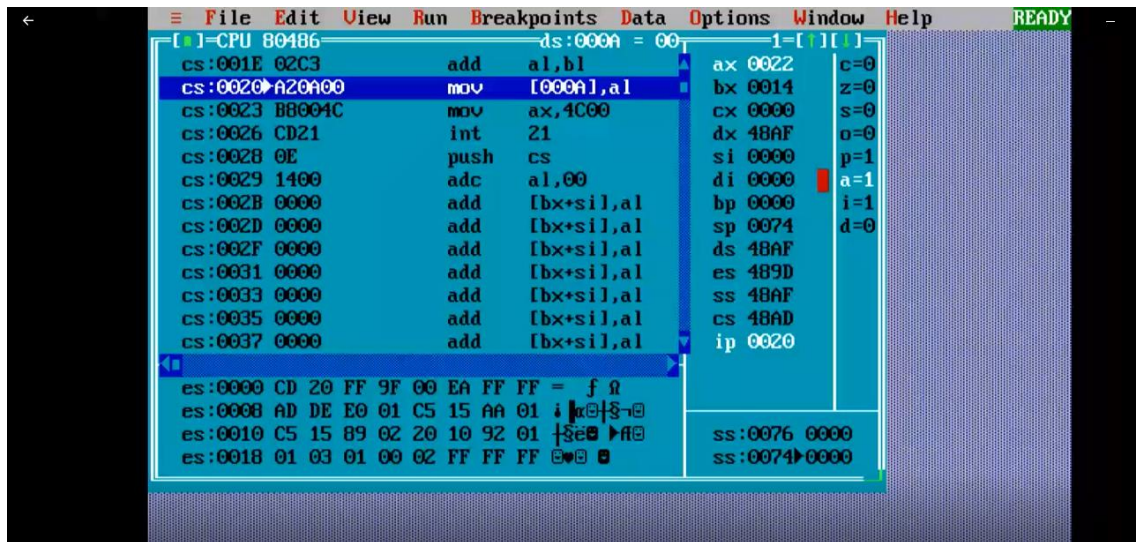 ≡ File Edit View Run Breakpoints Data Options Window Help READY
[■]=CPU 80486 ds:000A = 00 1=[↑][↓]
cs:001E 02C3 add al,bl ax 0022 c=0
cs:0020►A20A00 mov [000A],al bx 0014 z=0
cs:0023 B8004C mov ax,4C00 cx 0000 s=0
cs:0026 CD21 int 21 dx 48AF o=0
cs:0028 0E push cs si 0000 p=1
cs:0029 1400 adc al,00 di 0000 a=1
cs:002B 0000 add [bx+si],al bp 0000 i=1
cs:002D 0000 add [bx+si],al sp 0074 d=0
cs:002F 0000 add [bx+si],al ds 48AF
cs:0031 0000 add [bx+si],al es 489D
cs:0033 0000 add [bx+si],al ss 48AF
cs:0035 0000 add [bx+si],al cs 48AD
cs:0037 0000 add [bx+si],al ip 0020
es:0000 CD 20 FF 9F 00 EA FF FF = ƒ Ω
es:0008 AD DE E0 01 C5 15 AA 01 ¡▐α☺┼§¬☺
es:0010 C5 15 89 02 20 10 92 01 ┼§ë☻ ►Æ☺ ss:0076 0000
es:0018 01 03 01 00 02 FF FF FF ☺♥☺ ☻ ss:0074►0000